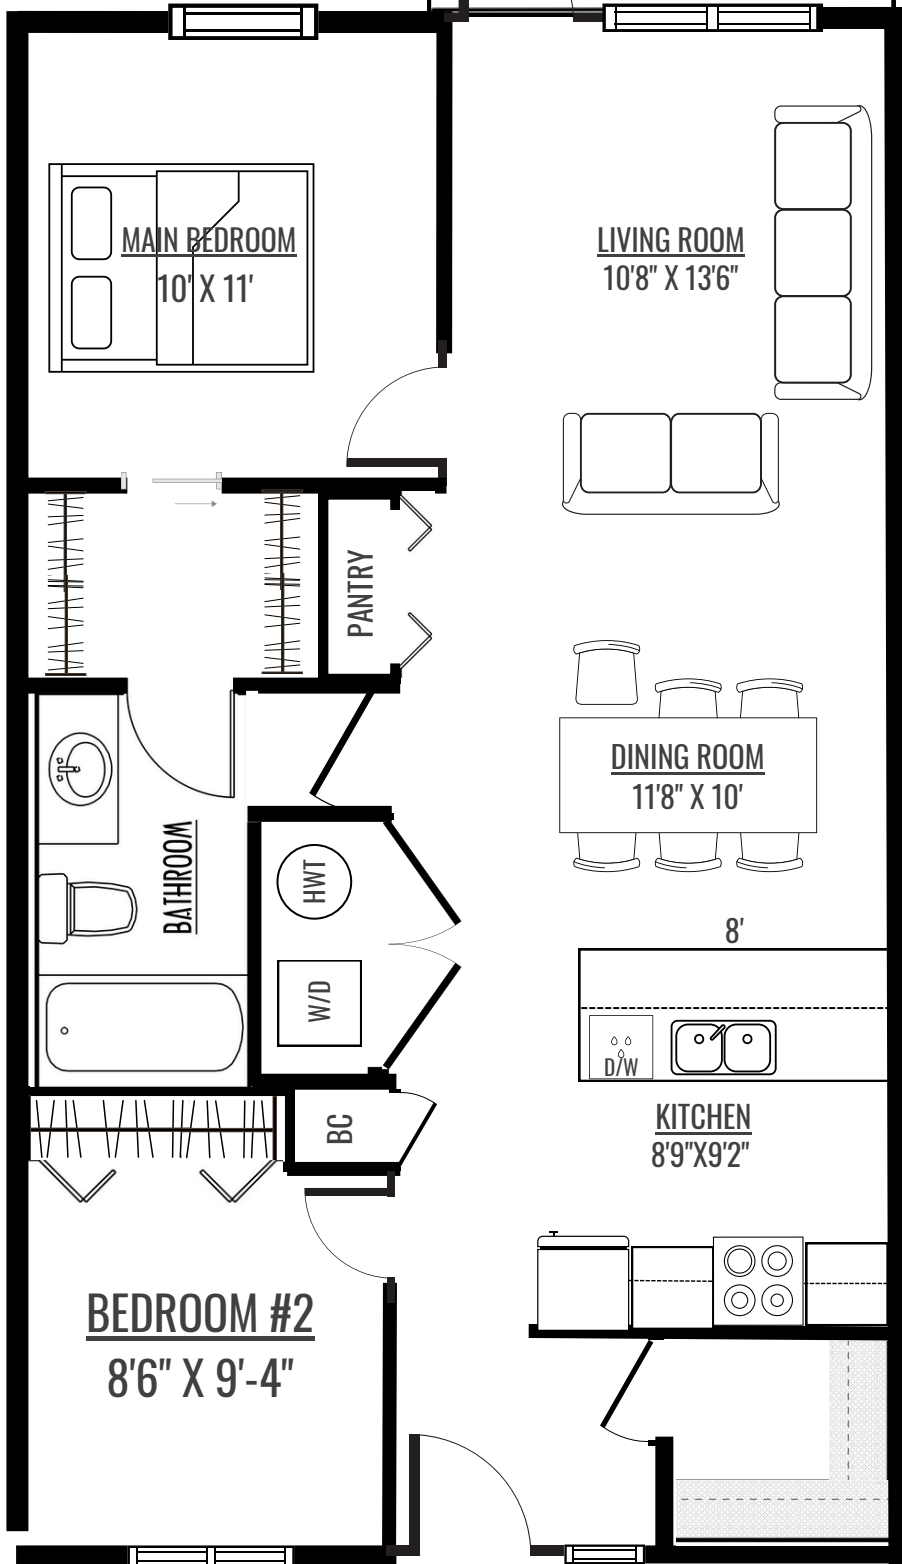 MAIN BEDROOM
10' X 11'
LIVING ROOM
10'8" X 13'6"
PANTRY
DINING ROOM
11'8" X 10'
BATHROOM
HWT
8'
W/D
D/W
KITCHEN
8'9"X9'2"
BC
BEDROOM #2
8'6" X 9'-4"